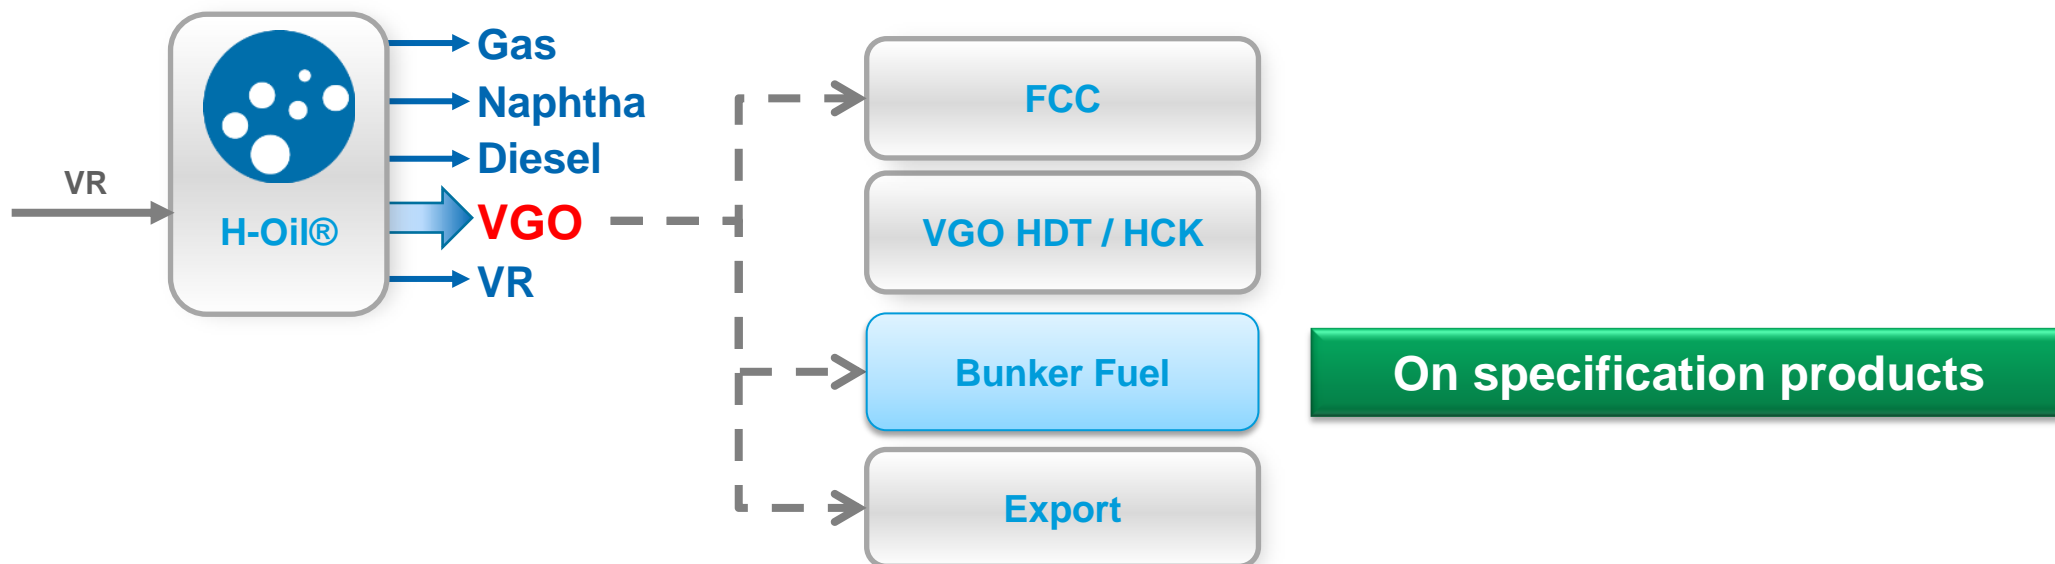 VR
H-Oil®
Gas
Naphtha
Diesel
VGO
VR
FCC
VGO HDT / HCK
Bunker Fuel
Export
On specification products